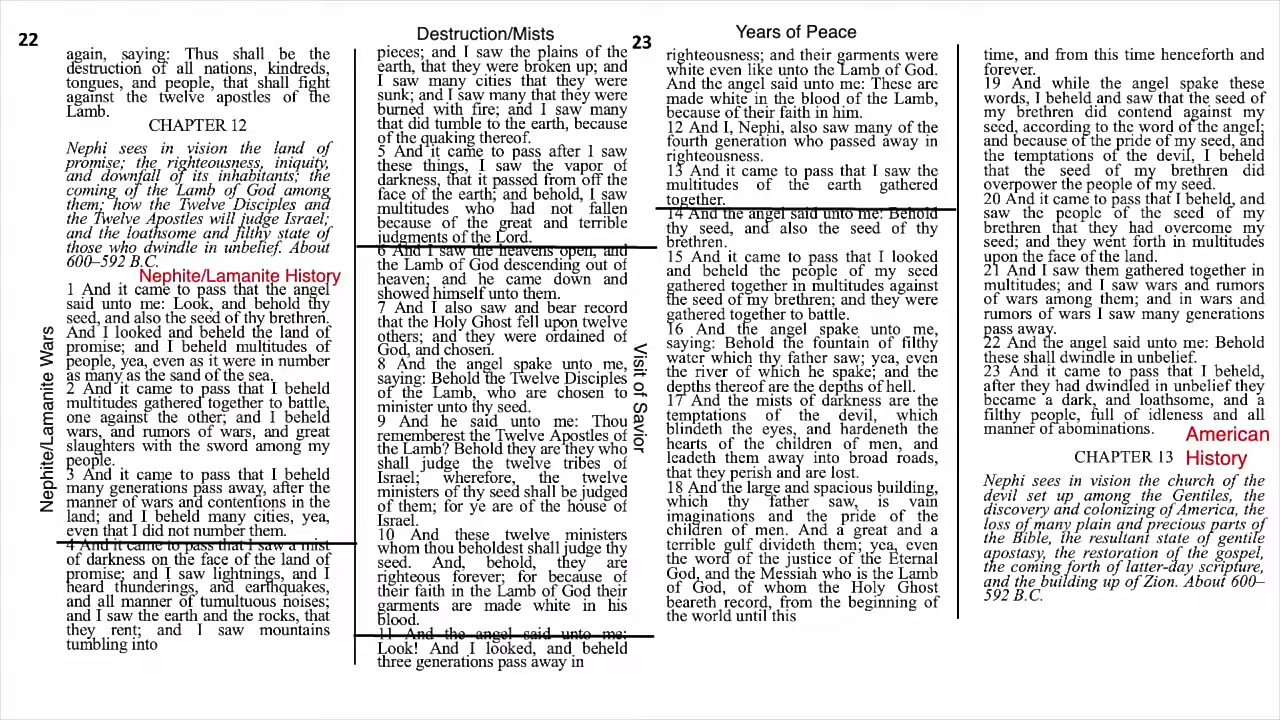 22
again, saying: Thus shall be the
destruction of all nations, kindreds,
tongues, and people, that shall fight
against the twelve apostles of the
Lamb.
CHAPTER 12
Nephi sees in vision the land of
promise; the righteousness, iniquity,
and downfall of its inhabitants; the
coming of the Lamb of God among
them; how the Twelve Disciples and
the Twelve Apostles will judge Israel;
and the loathsome and filthy state of
those who dwindle in unbelief. About
600–592 B.C.
Nephite/Lamanite History
Nephite/Lamanite Wars
1 And it came to pass that the angel
said unto me: Look, and behold thy
seed, and also the seed of thy brethren.
And I looked and beheld the land of
promise; and I beheld multitudes of
people, yea, even as it were in number
as many as the sand of the sea.
2 And it came to pass that I beheld
multitudes gathered together to battle,
one against the other; and I beheld
wars, and rumors of wars, and great
slaughters with the sword among my
people.
3 And it came to pass that I beheld
many generations pass away, after the
manner of wars and contentions in the
land; and I beheld many cities, yea,
even that I did not number them.
4 And it came to pass that I saw a mist
of darkness on the face of the land of
promise; and I saw lightnings, and I
heard thunderings, and earthquakes,
and all manner of tumultuous noises;
and I saw the earth and the rocks, that
they rent; and I saw mountains
tumbling into
Destruction/Mists
pieces; and I saw the plains of the
earth, that they were broken up; and
I saw many cities that they were
sunk; and I saw many that they were
burned with fire; and I saw many
that did tumble to the earth, because
of the quaking thereof.
5 And it came to pass after I saw
these things, I saw the vapor of
darkness, that it passed from off the
face of the earth; and behold, I saw
multitudes who had not fallen
because of the great and terrible
judgments of the Lord.
6 And I saw the heavens open, and
the Lamb of God descending out of
heaven; and he came down and
showed himself unto them.
7 And I also saw and bear record
that the Holy Ghost fell upon twelve
others; and they were ordained of
God, and chosen.
8 And the angel spake unto me,
saying: Behold the Twelve Disciples
of the Lamb, who are chosen to
minister unto thy seed.
9 And he said unto me: Thou
rememberest the Twelve Apostles of
the Lamb? Behold they are they who
shall judge the twelve tribes of
Israel; wherefore, the twelve
ministers of thy seed shall be judged
of them; for ye are of the house of
Israel.
10 And these twelve ministers
whom thou beholdest shall judge thy
seed. And, behold, they are
righteous forever; for because of
their faith in the Lamb of God their
garments are made white in his
blood.
11 And the angel said unto me:
Look! And I looked, and beheld
three generations pass away in
Visit of Savior
23
Years of Peace
righteousness; and their garments were
white even like unto the Lamb of God.
And the angel said unto me: These are
made white in the blood of the Lamb,
because of their faith in him.
12 And I, Nephi, also saw many of the
fourth generation who passed away in
righteousness.
13 And it came to pass that I saw the
multitudes of the earth gathered
together.
14 And the angel said unto me: Behold
thy seed, and also the seed of thy
brethren.
15 And it came to pass that I looked
and beheld the people of my seed
gathered together in multitudes against
the seed of my brethren; and they were
gathered together to battle.
16 And the angel spake unto me,
saying: Behold the fountain of filthy
water which thy father saw; yea, even
the river of which he spake; and the
depths thereof are the depths of hell.
17 And the mists of darkness are the
temptations of the devil, which
blindeth the eyes, and hardeneth the
hearts of the children of men, and
leadeth them away into broad roads,
that they perish and are lost.
18 And the large and spacious building,
which thy father saw, is vain
imaginations and the pride of the
children of men. And a great and a
terrible gulf divideth them; yea, even
the word of the justice of the Eternal
God, and the Messiah who is the Lamb
of God, of whom the Holy Ghost
beareth record, from the beginning of
the world until this
time, and from this time henceforth and
forever.
19 And while the angel spake these
words, I beheld and saw that the seed of
my brethren did contend against my
seed, according to the word of the angel;
and because of the pride of my seed, and
the temptations of the devil, I beheld
that the seed of my brethren did
overpower the people of my seed.
20 And it came to pass that I beheld, and
saw the people of the seed of my
brethren that they had overcome my
seed; and they went forth in multitudes
upon the face of the land.
21 And I saw them gathered together in
multitudes; and I saw wars and rumors
of wars among them; and in wars and
rumors of wars I saw many generations
pass away.
22 And the angel said unto me: Behold
these shall dwindle in unbelief.
23 And it came to pass that I beheld,
after they had dwindled in unbelief they
became a dark, and loathsome, and a
filthy people, full of idleness and all
manner of abominations.
American
History
CHAPTER 13
Nephi sees in vision the church of the
devil set up among the Gentiles, the
discovery and colonizing of America, the
loss of many plain and precious parts of
the Bible, the resultant state of gentile
apostasy, the restoration of the gospel,
the coming forth of latter-day scripture,
and the building up of Zion. About 600–
592 B.C.